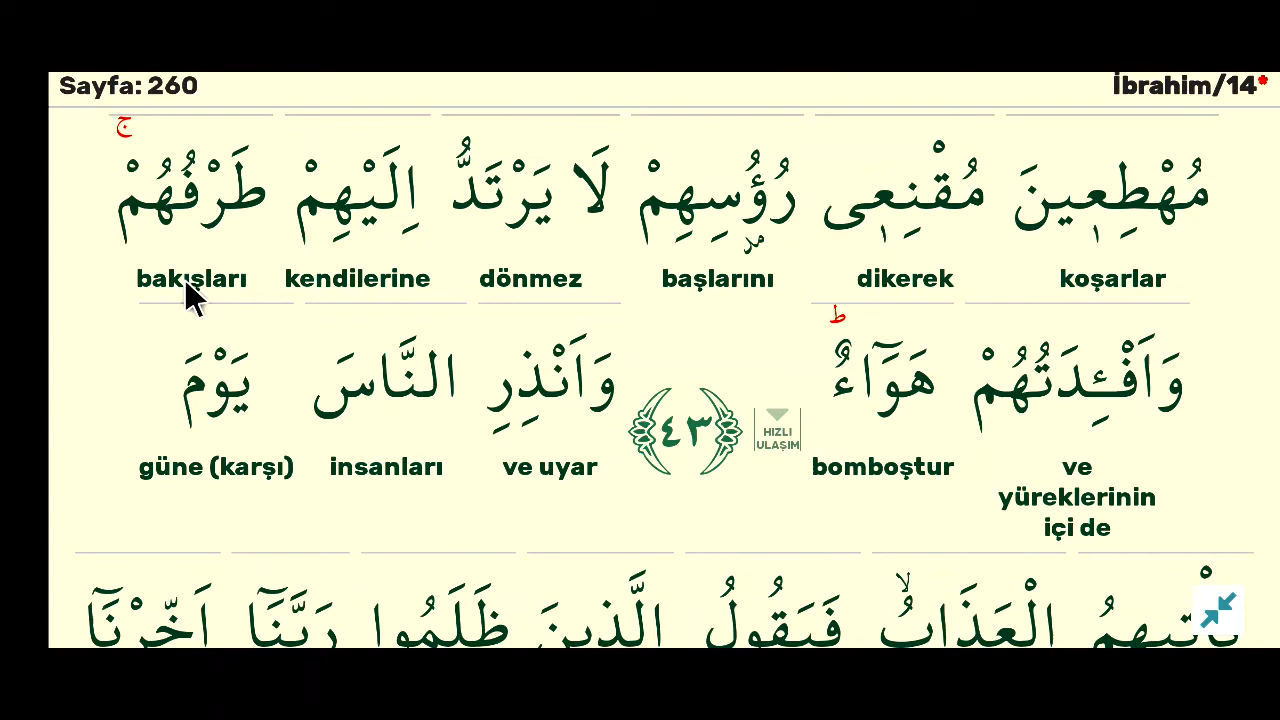 Sayfa: 260 İbrahim/14*
مُهْطِعٖينَ مُقْنِعٖى رُؤُ۫سِهِمْ لَا يَرْتَدُّ اِلَيْهِمْ طَرْفُهُمْۚ
koşarlar dikerek başlarını dönmez kendilerine bakışları
وَاَفْـِٔدَتُهُمْ هَوَٓاءٌؕ ﴿٤٣﴾ وَاَنْذِرِ النَّاسَ يَوْمَ
HIZLI ULAŞIM
ve yüreklerinin içi de bomboştur ve uyar insanları güne (karşı)
يَأْتٖيهِمُ الْعَذَابُۙ فَيَقُولُ الَّذٖينَ ظَلَمُوا رَبَّنَٓا اَخِّرْنَٓا